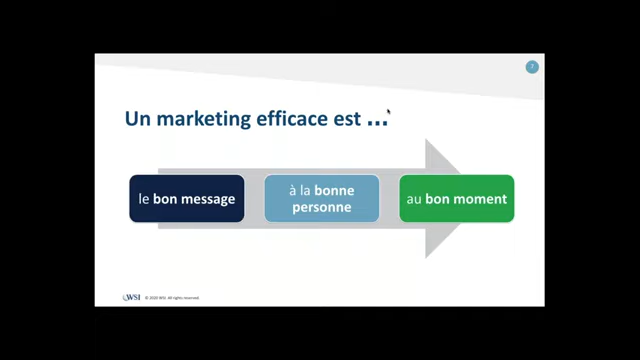 7
Un marketing efficace est ...
le bon message
à la bonne
personne
au bon moment
WSI © 2020 WSI. All rights reserved.